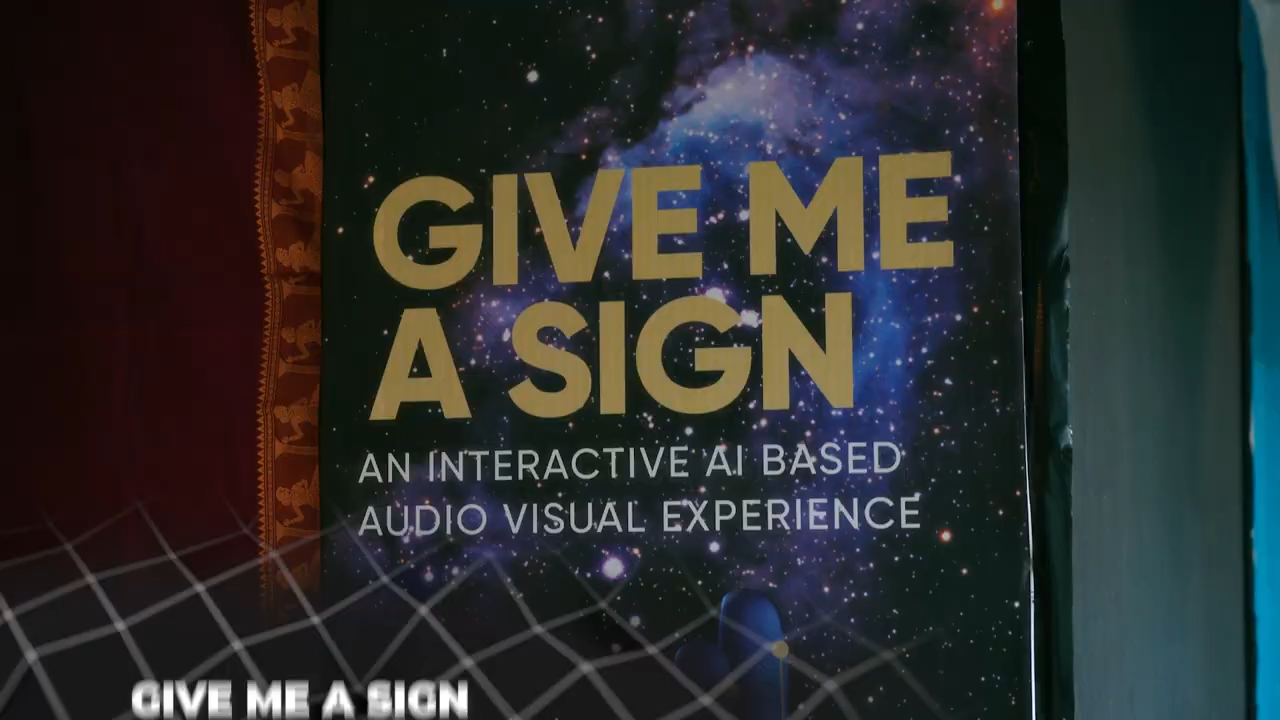 GIVE ME
A SIGN
AN INTERACTIVE AI BASED
AUDIO VISUAL EXPERIENCE
GIVE ME A SIGN